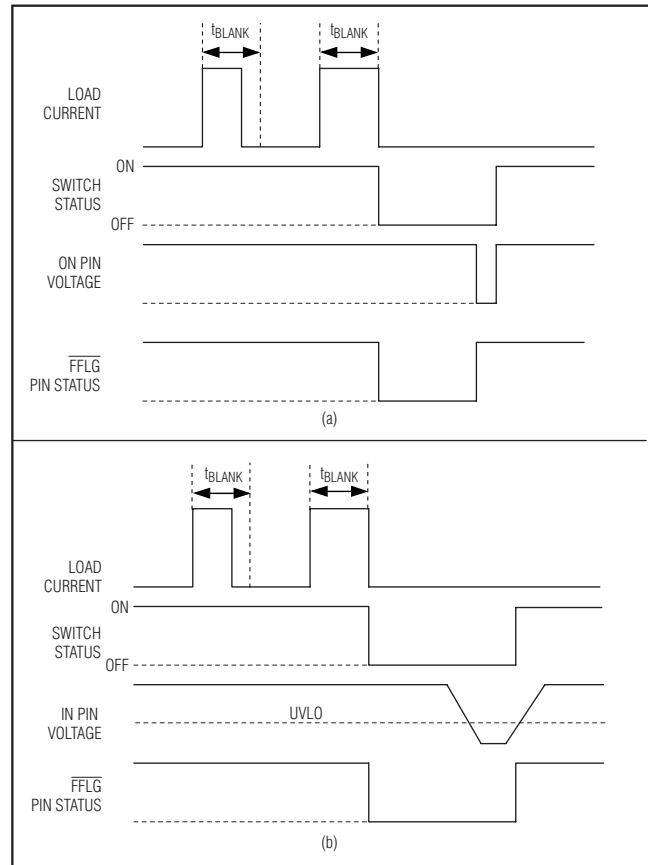 tBLANK tBLANK
LOAD
CURRENT
ON
SWITCH
STATUS
OFF
ON PIN
VOLTAGE
FFLG
PIN STATUS
(a)
tBLANK tBLANK
LOAD
CURRENT
ON
SWITCH
STATUS
OFF
UVLO
IN PIN
VOLTAGE
FFLG
PIN STATUS
(b)